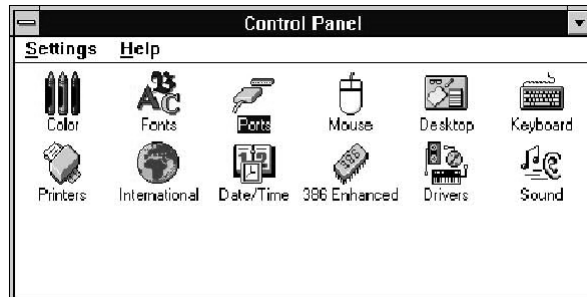 Control Panel
Settings Help
Color Fonts Ports Mouse Desktop Keyboard
Printers International Date/Time 386 Enhanced Drivers Sound